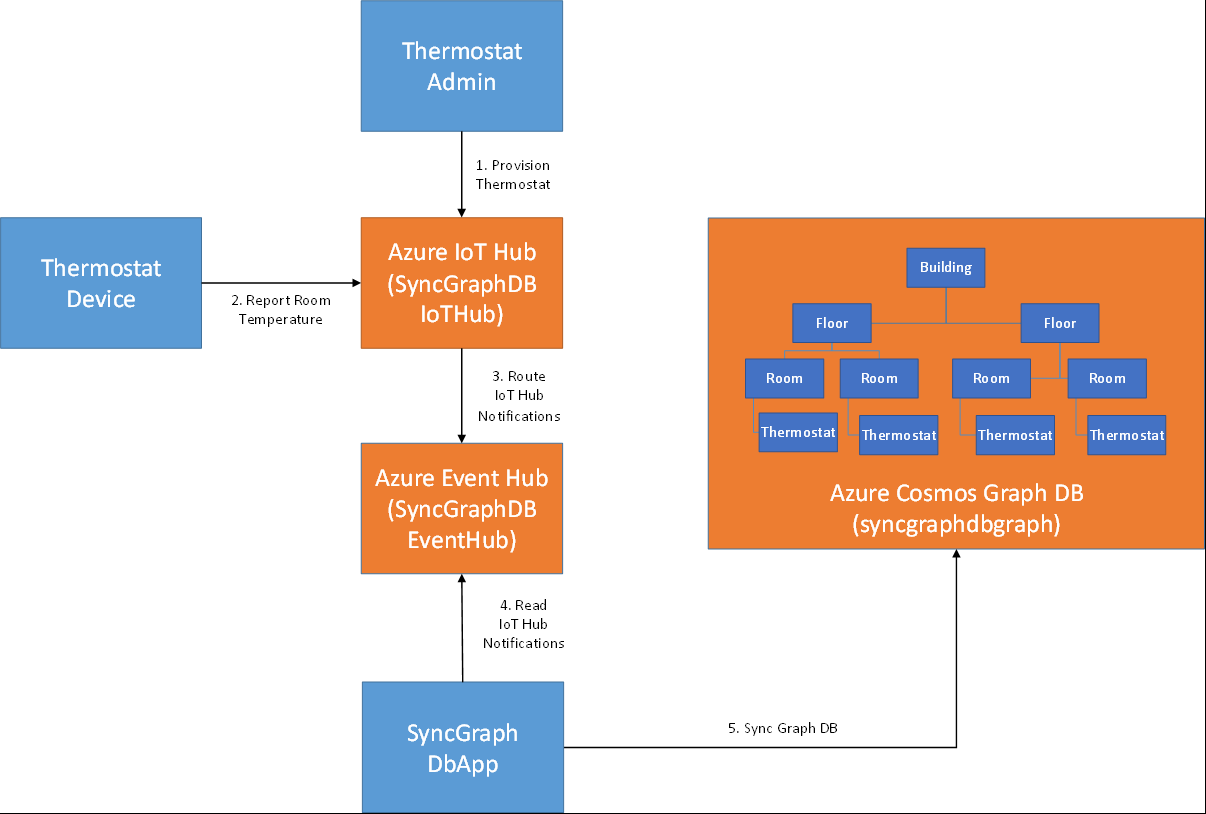 Thermostat
Admin
1. Provision
Thermostat
Thermostat
Device
2. Report Room
Temperature
Azure IoT Hub
(SyncGraphDB
IoTHub)
3. Route
IoT Hub
Notifications
Azure Event Hub
(SyncGraphDB
EventHub)
4. Read
IoT Hub
Notifications
SyncGraph
DbApp
5. Sync Graph DB
Building
Floor
Floor
Room
Room
Room
Room
Thermostat
Thermostat
Thermostat
Thermostat
Azure Cosmos Graph DB
(syncgraphdbgraph)